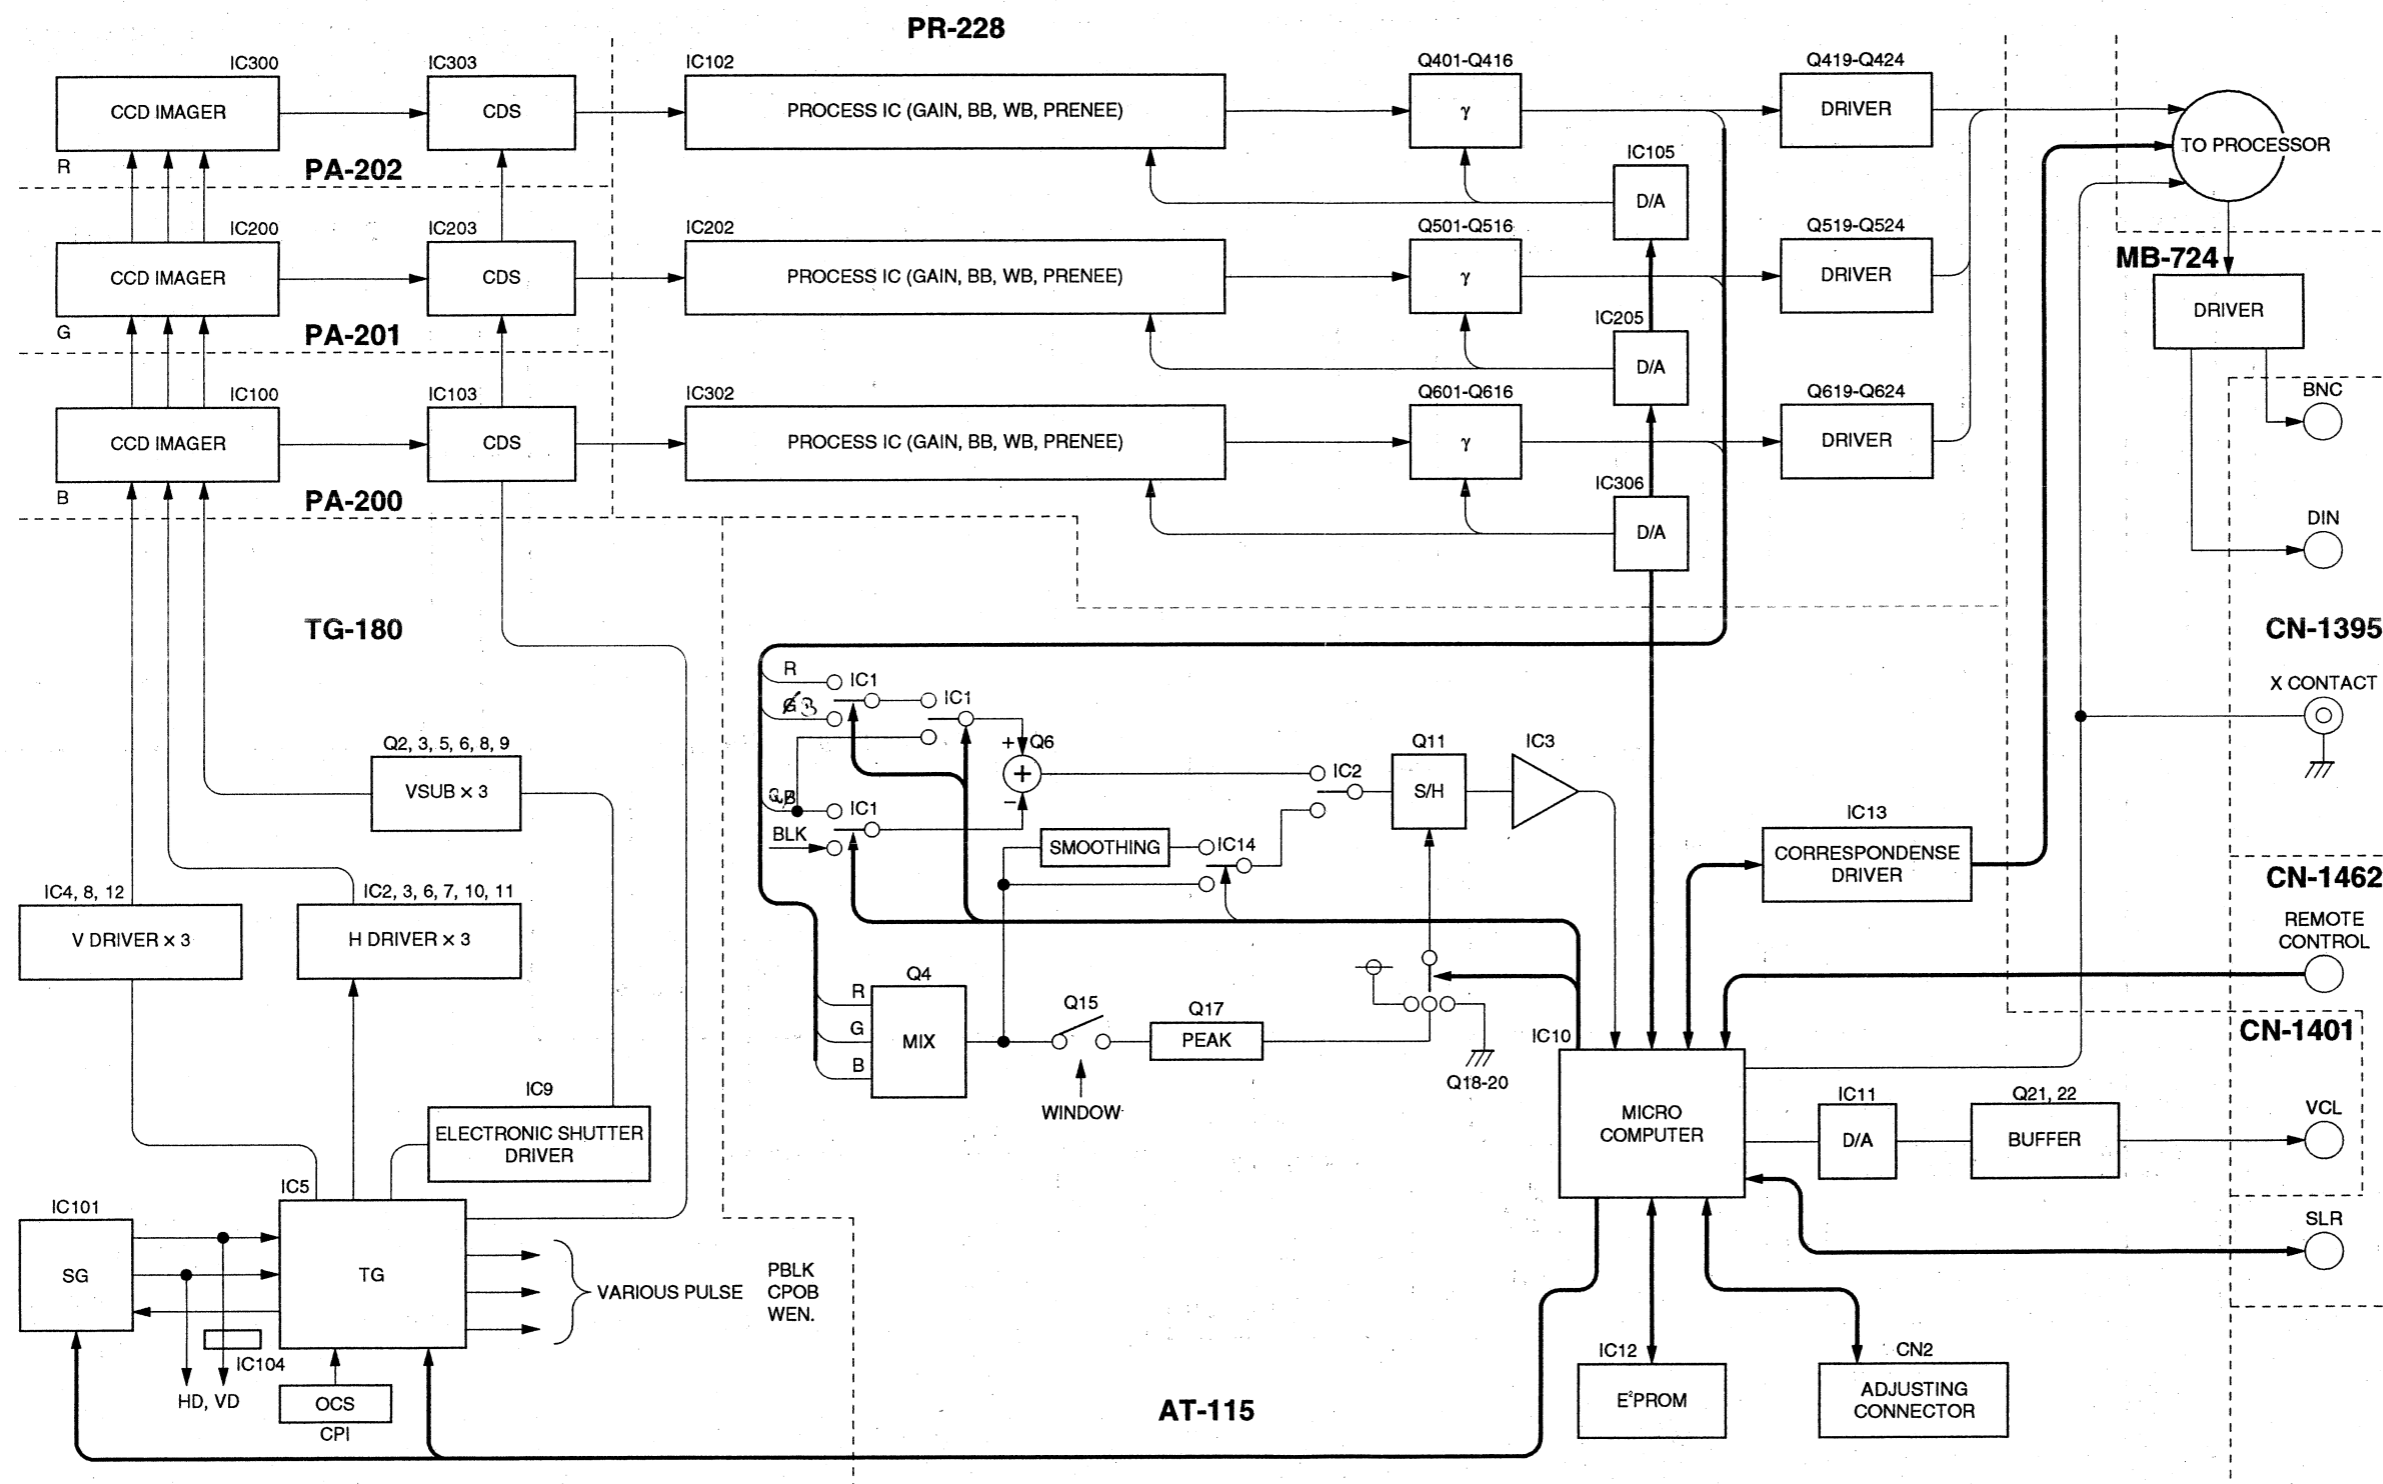 PR-228
IC300
IC303
IC102
Q401-Q416
Q419-Q424
CCD IMAGER
CDS
PROCESS IC (GAIN, BB, WB, PRENEE)
γ
DRIVER
TO PROCESSOR
R
PA-202
IC105
D/A
IC200
IC203
IC202
Q501-Q516
Q519-Q524
MB-724
CCD IMAGER
CDS
PROCESS IC (GAIN, BB, WB, PRENEE)
γ
DRIVER
DRIVER
G
PA-201
IC205
D/A
IC100
IC103
IC302
Q601-Q616
Q619-Q624
BNC
CCD IMAGER
CDS
PROCESS IC (GAIN, BB, WB, PRENEE)
γ
DRIVER
B
PA-200
IC306
D/A
DIN
TG-180
CN-1395
R
IC1
IC1
X CONTACT
G B
+
Q6
+
−
Q2, 3, 5, 6, 8, 9
VSUB × 3
IC2
Q11
S/H
IC3
IC1
BLK
SMOOTHING
IC14
IC13
CORRESPONDENSE
DRIVER
CN-1462
REMOTE
CONTROL
IC4, 8, 12
V DRIVER × 3
IC2, 3, 6, 7, 10, 11
H DRIVER × 3
Q4
R
G
B
MIX
Q15
WINDOW
Q17
PEAK
Q18-20
IC10
MICRO
COMPUTER
CN-1401
IC11
D/A
Q21, 22
BUFFER
VCL
IC9
ELECTRONIC SHUTTER
DRIVER
IC101
SG
IC5
TG
SLR
VARIOUS PULSE
PBLK
CPOB
WEN.
IC104
HD, VD
OCS
CPI
AT-115
IC12
E²PROM
CN2
ADJUSTING
CONNECTOR